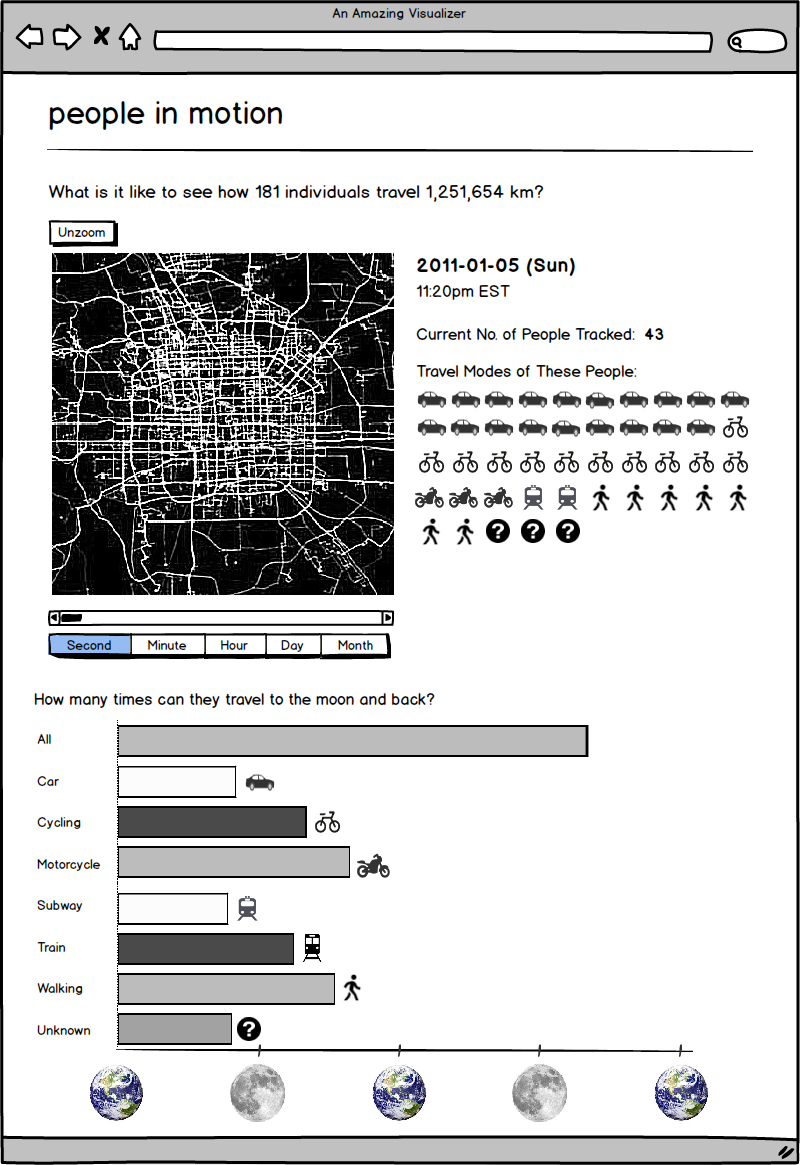 An Amazing Visualizer
people in motion
What is it like to see how 181 individuals travel 1,251,654 km?
Unzoom
2011-01-05 (Sun)
11:20pm EST
Current No. of People Tracked: 43
Travel Modes of These People:
? ? ?
Second Minute Hour Day Month
How many times can they travel to the moon and back?
All
Car
Cycling
Motorcycle
Subway
Train
Walking
Unknown ?